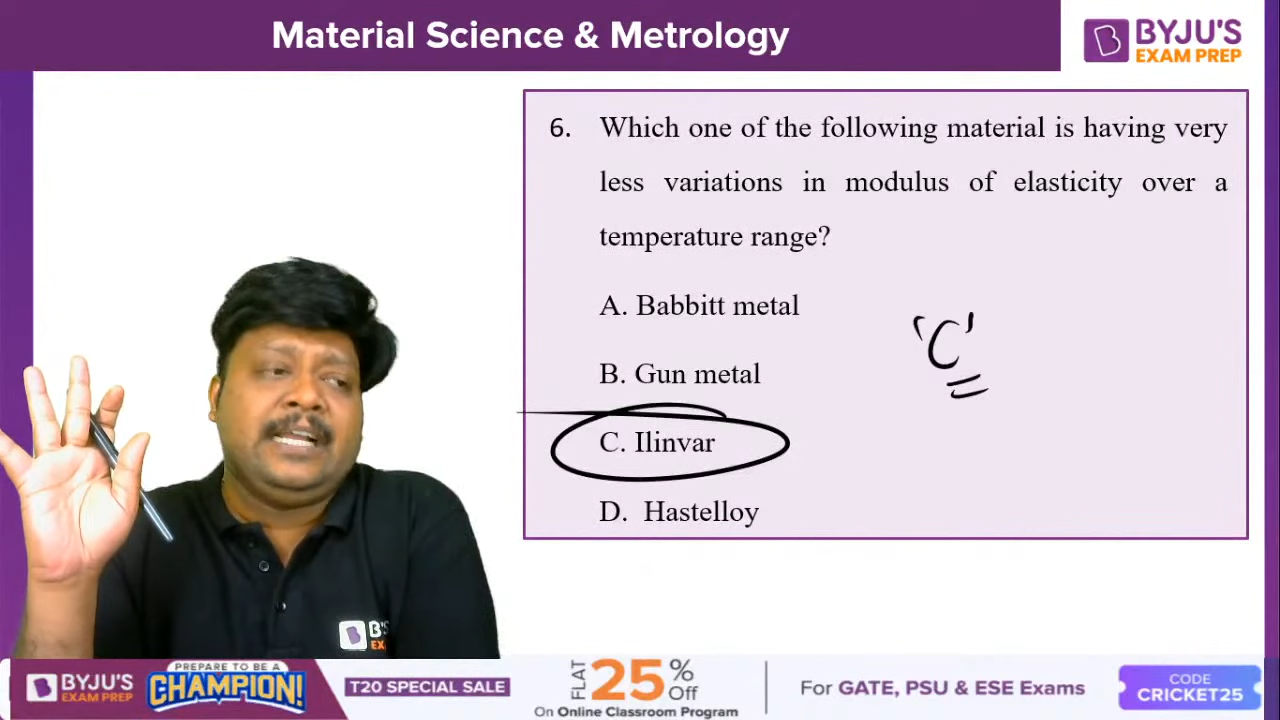 Material Science & Metrology
BYJU'S
EXAM PREP
6. Which one of the following material is having very
less variations in modulus of elasticity over a
temperature range?
A. Babbitt metal
B. Gun metal
C. Ilinvar
D. Hastelloy
'C'
B
EX
BYJU'S
EXAM PREP
PREPARE TO BE A
CHAMPION!
T20 SPECIAL SALE
FLAT 25% Off
On Online Classroom Program
For GATE, PSU & ESE Exams
CODE
CRICKET25